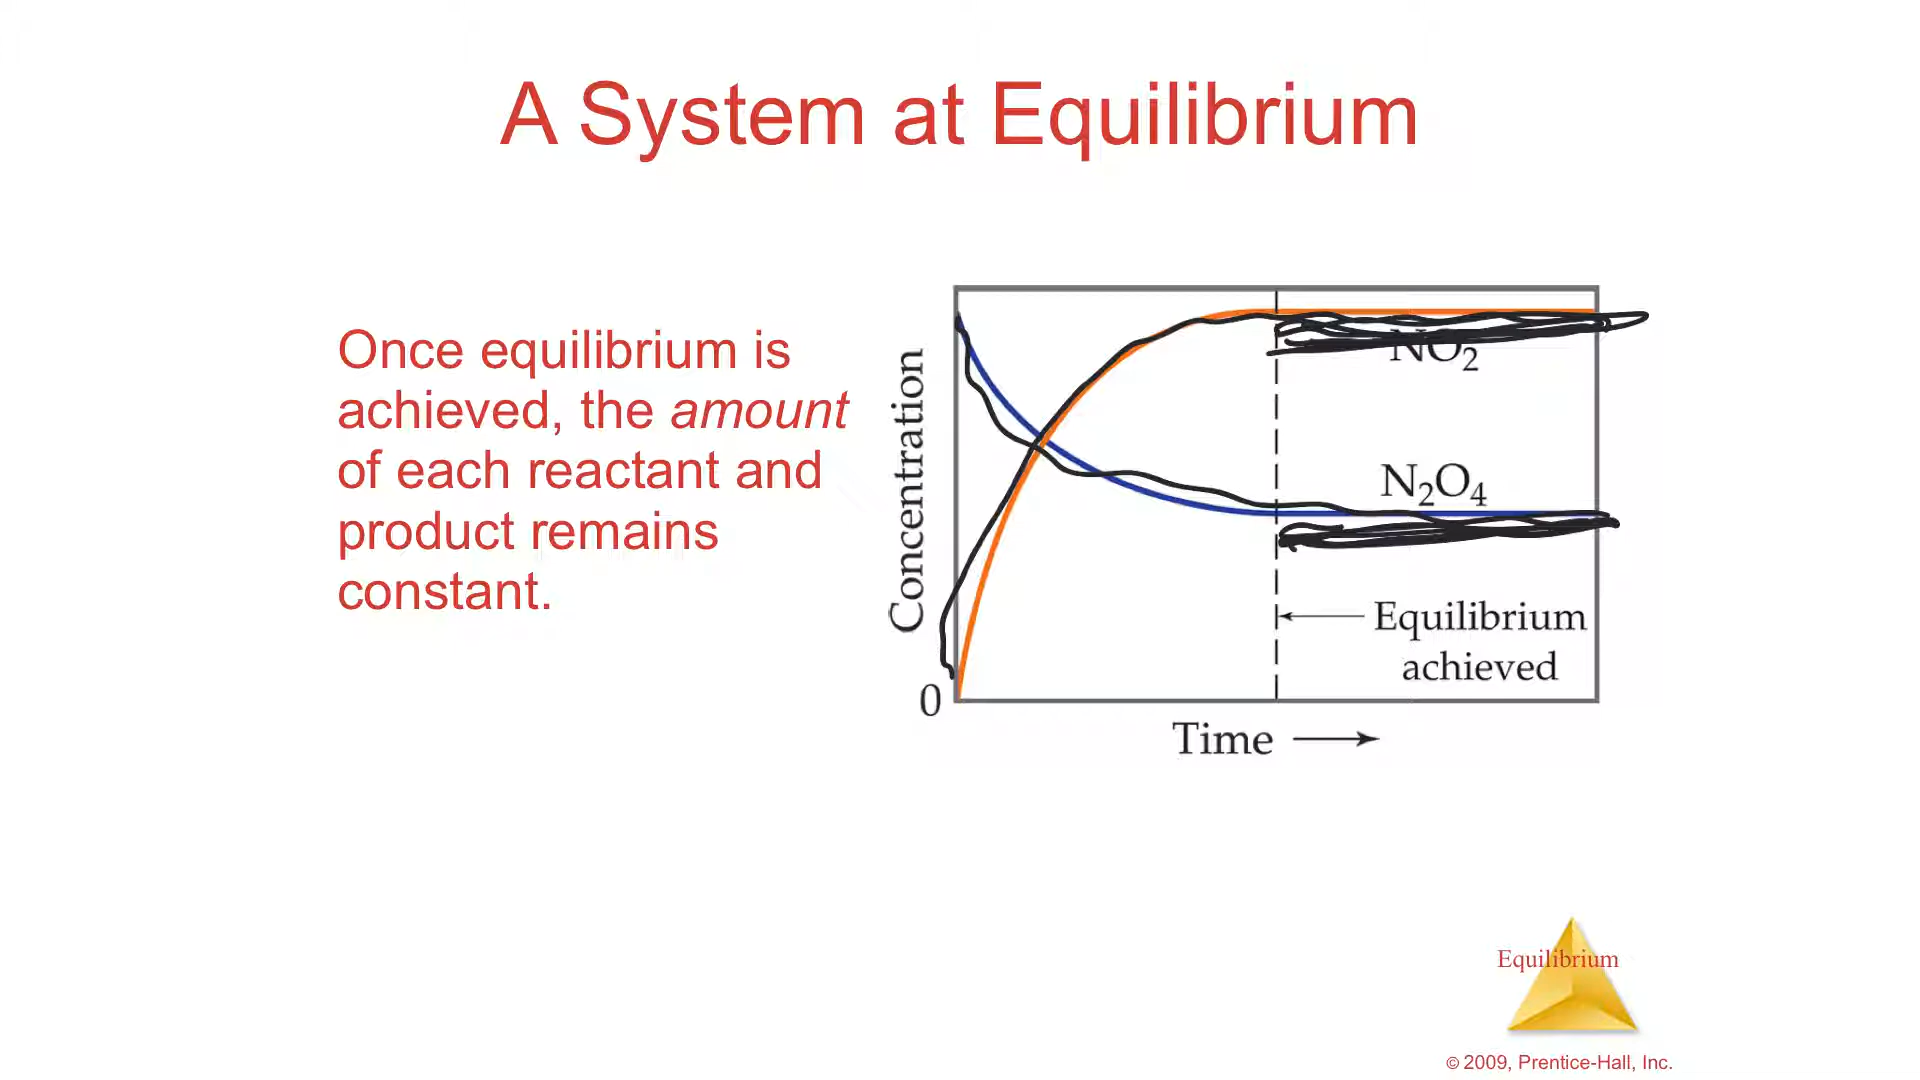 A System at Equilibrium
Once equilibrium is
achieved, the amount
of each reactant and
product remains
constant.
Concentration
NO₂
N₂O₄
Equilibrium
achieved
0
Time
Equilibrium
© 2009, Prentice-Hall, Inc.